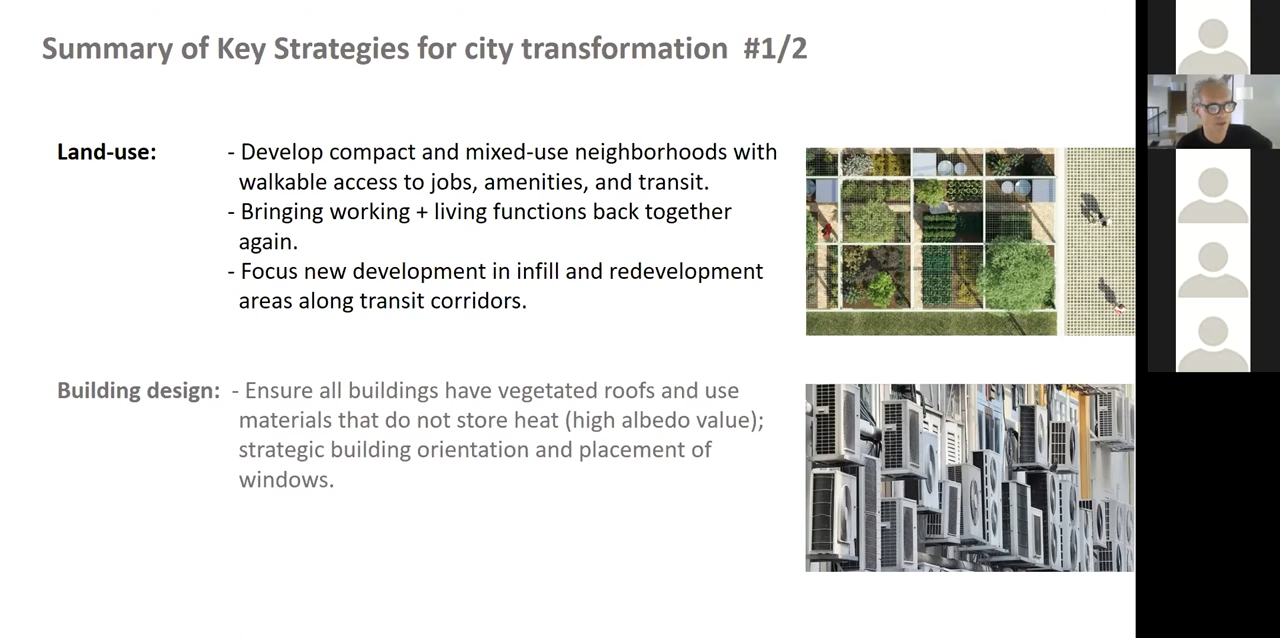 Summary of Key Strategies for city transformation #1/2
Land-use: - Develop compact and mixed-use neighborhoods with
walkable access to jobs, amenities, and transit.
- Bringing working + living functions back together
again.
- Focus new development in infill and redevelopment
areas along transit corridors.
Building design: - Ensure all buildings have vegetated roofs and use
materials that do not store heat (high albedo value);
strategic building orientation and placement of
windows.